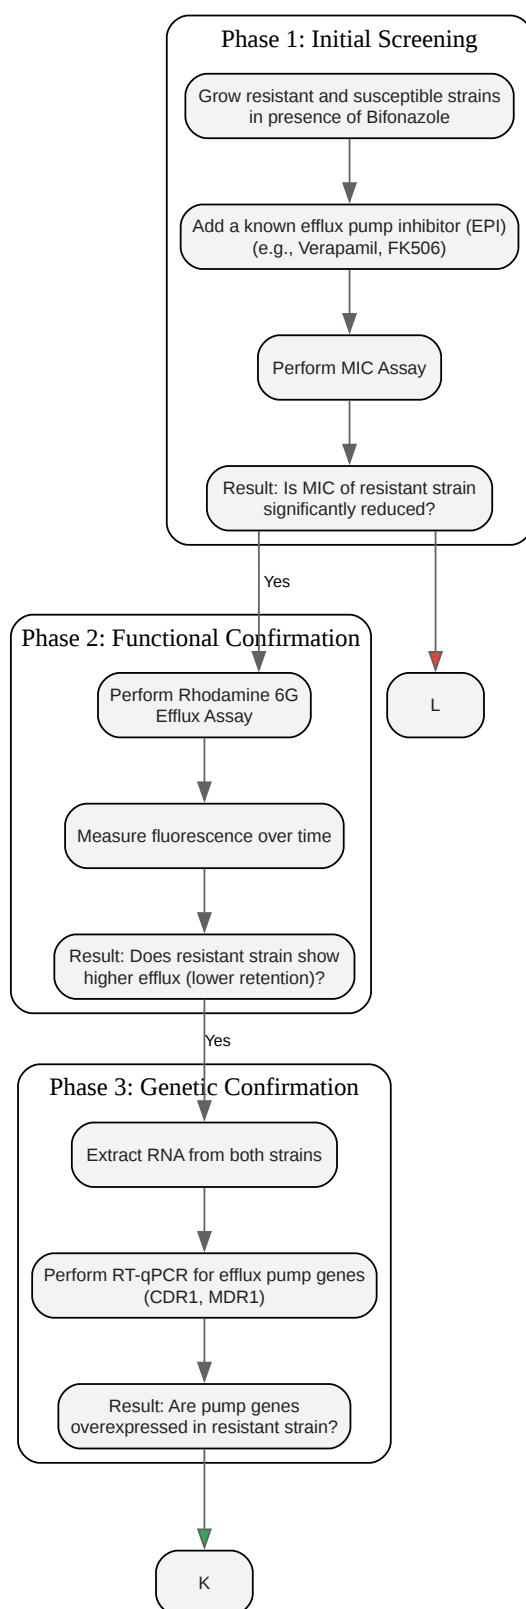 Phase 1: Initial Screening
Grow resistant and susceptible strains
in presence of Bifonazole
Add a known efflux pump inhibitor (EPI)
(e.g., Verapamil, FK506)
Perform MIC Assay
Result: Is MIC of resistant strain
significantly reduced?
Yes
Phase 2: Functional Confirmation
Perform Rhodamine 6G
Efflux Assay
L
Measure fluorescence over time
Result: Does resistant strain show
higher efflux (lower retention)?
Yes
Phase 3: Genetic Confirmation
Extract RNA from both strains
Perform RT-qPCR for efflux pump genes
(CDR1, MDR1)
Result: Are pump genes
overexpressed in resistant strain?
K